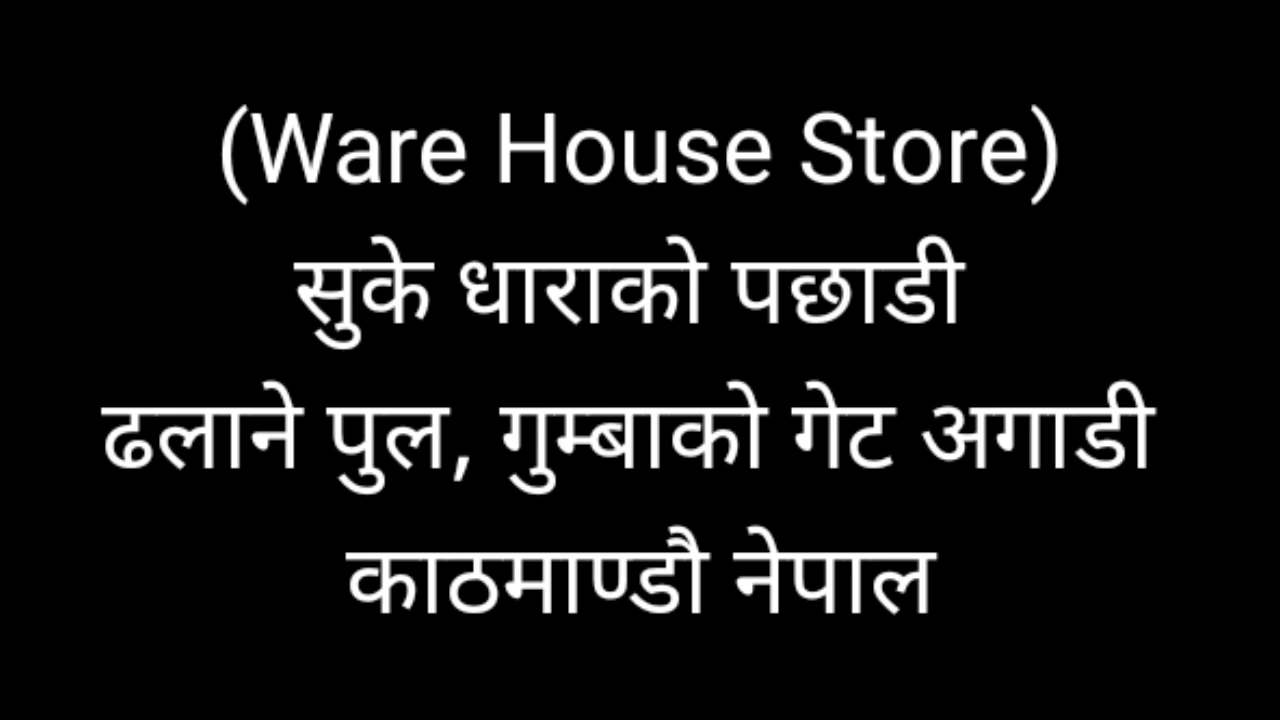 (Ware House Store)
सुके धाराको पछाडी
ढलाने पुल, गुम्बाको गेट अगाडी
काठमाण्डौ नेपाल